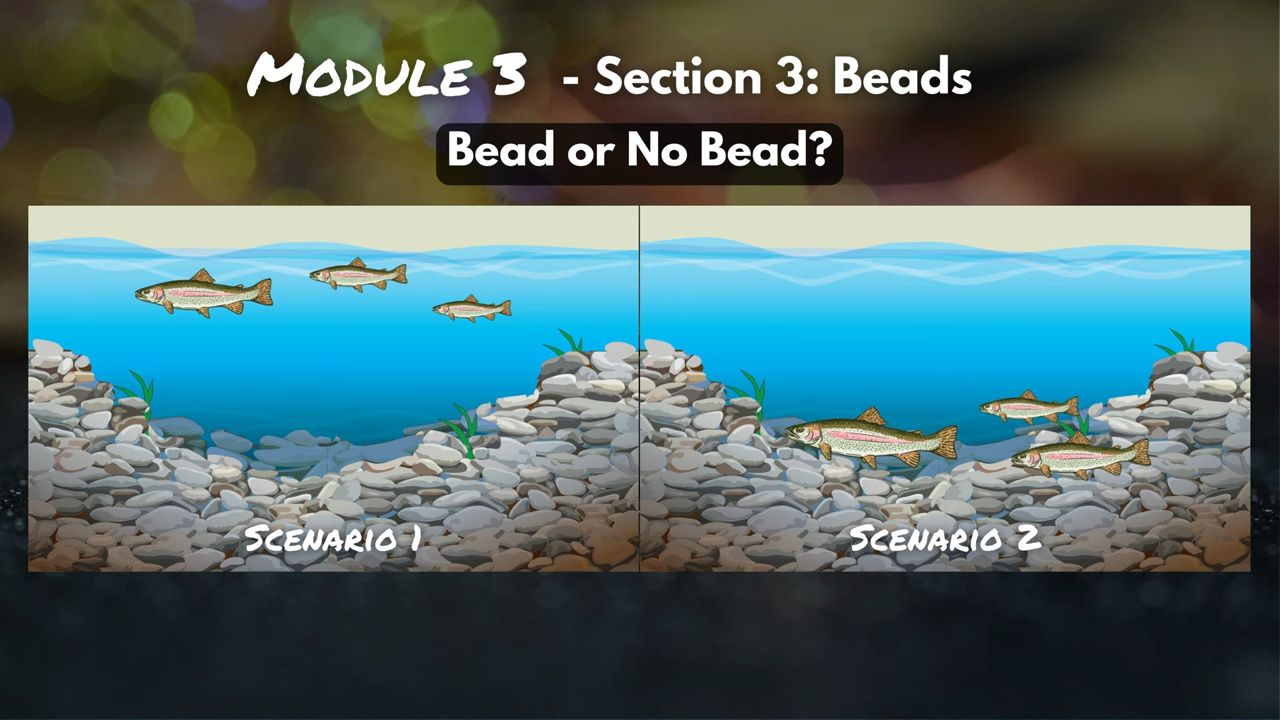 Module 3 - Section 3: Beads
Bead or No Bead?
Scenario 1
Scenario 2